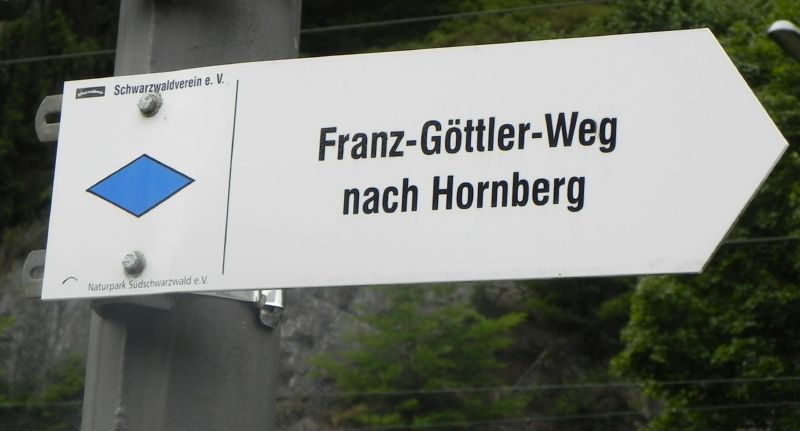 Schwarzwaldverein e. V.
Franz-Göttler-Weg
nach Hornberg
Naturpark Südschwarzwald e.V.